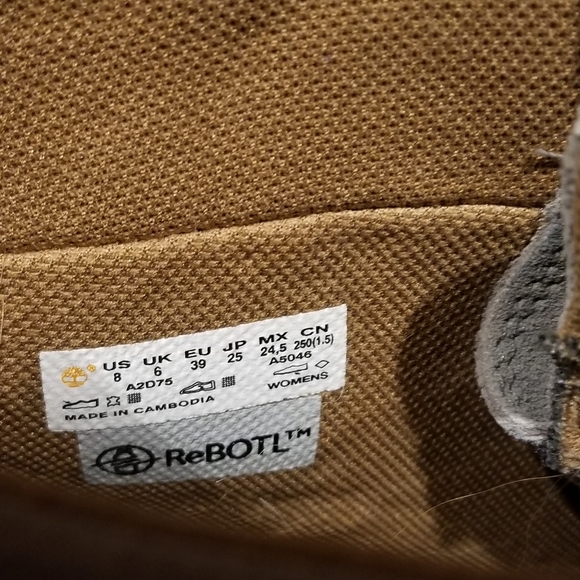 US UK EU JP MX CN
8 6 39 25 24,5 250(1.5)
A2D75 A5046
WOMENS
MADE IN CAMBODIA
ReBOTL™